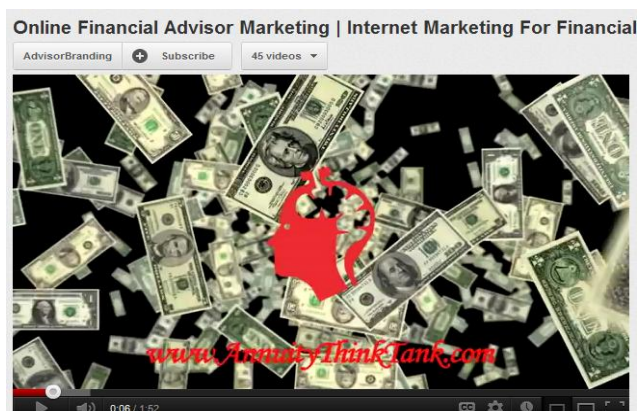 Online Financial Advisor Marketing | Internet Marketing For Financial
AdvisorBranding
Subscribe
45 videos
www.AnnuityThinkTank.com
0:06 / 1:52
CC